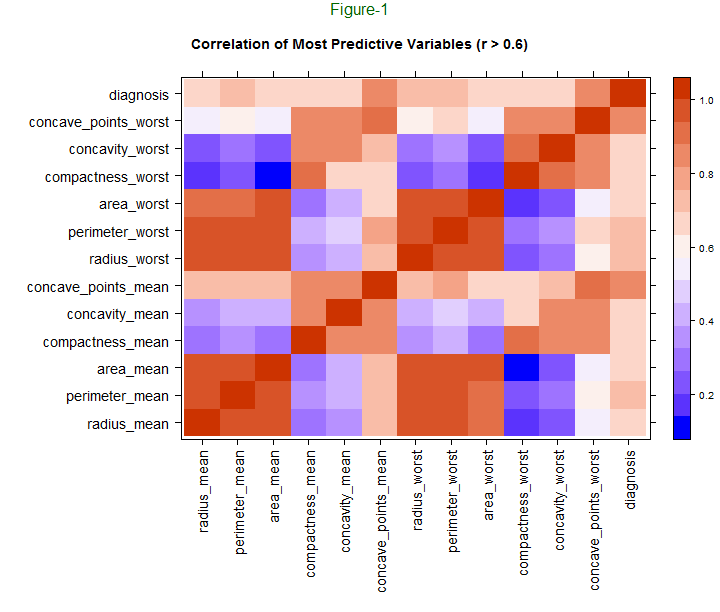 Figure-1
Correlation of Most Predictive Variables (r > 0.6)
diagnosis
concave_points_worst
concavity_worst
compactness_worst
area_worst
perimeter_worst
radius_worst
concave_points_mean
concavity_mean
compactness_mean
area_mean
perimeter_mean
radius_mean
1.0
0.8
0.6
0.4
0.2
radius_mean
perimeter_mean
area_mean
compactness_mean
concavity_mean
concave_points_mean
radius_worst
perimeter_worst
area_worst
compactness_worst
concavity_worst
concave_points_worst
diagnosis